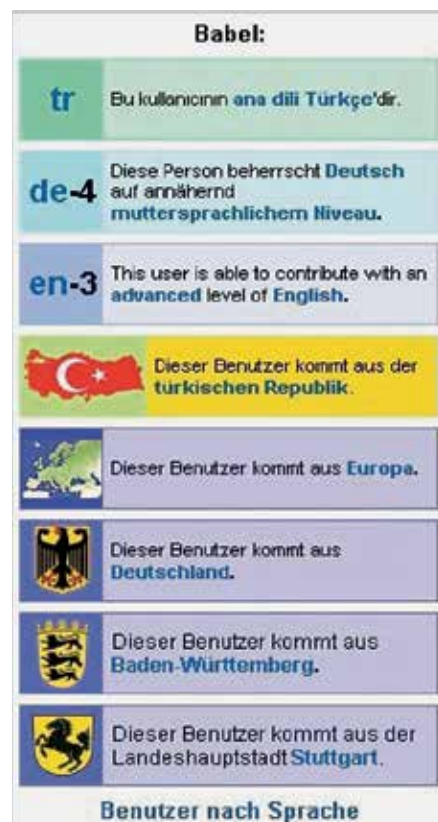 Babel:
tr
Bu kullanıcının ana dili Türkçe'dir.
de-4
Diese Person beherrscht Deutsch
auf annähernd
muttersprachlichem Niveau.
en-3
This user is able to contribute with an
advanced level of English.
Dieser Benutzer kommt aus der
türkischen Republik.
Dieser Benutzer kommt aus Europa.
Dieser Benutzer kommt aus
Deutschland.
Dieser Benutzer kommt aus
Baden-Württemberg.
Dieser Benutzer kommt aus der
Landeshauptstadt Stuttgart.
Benutzer nach Sprache